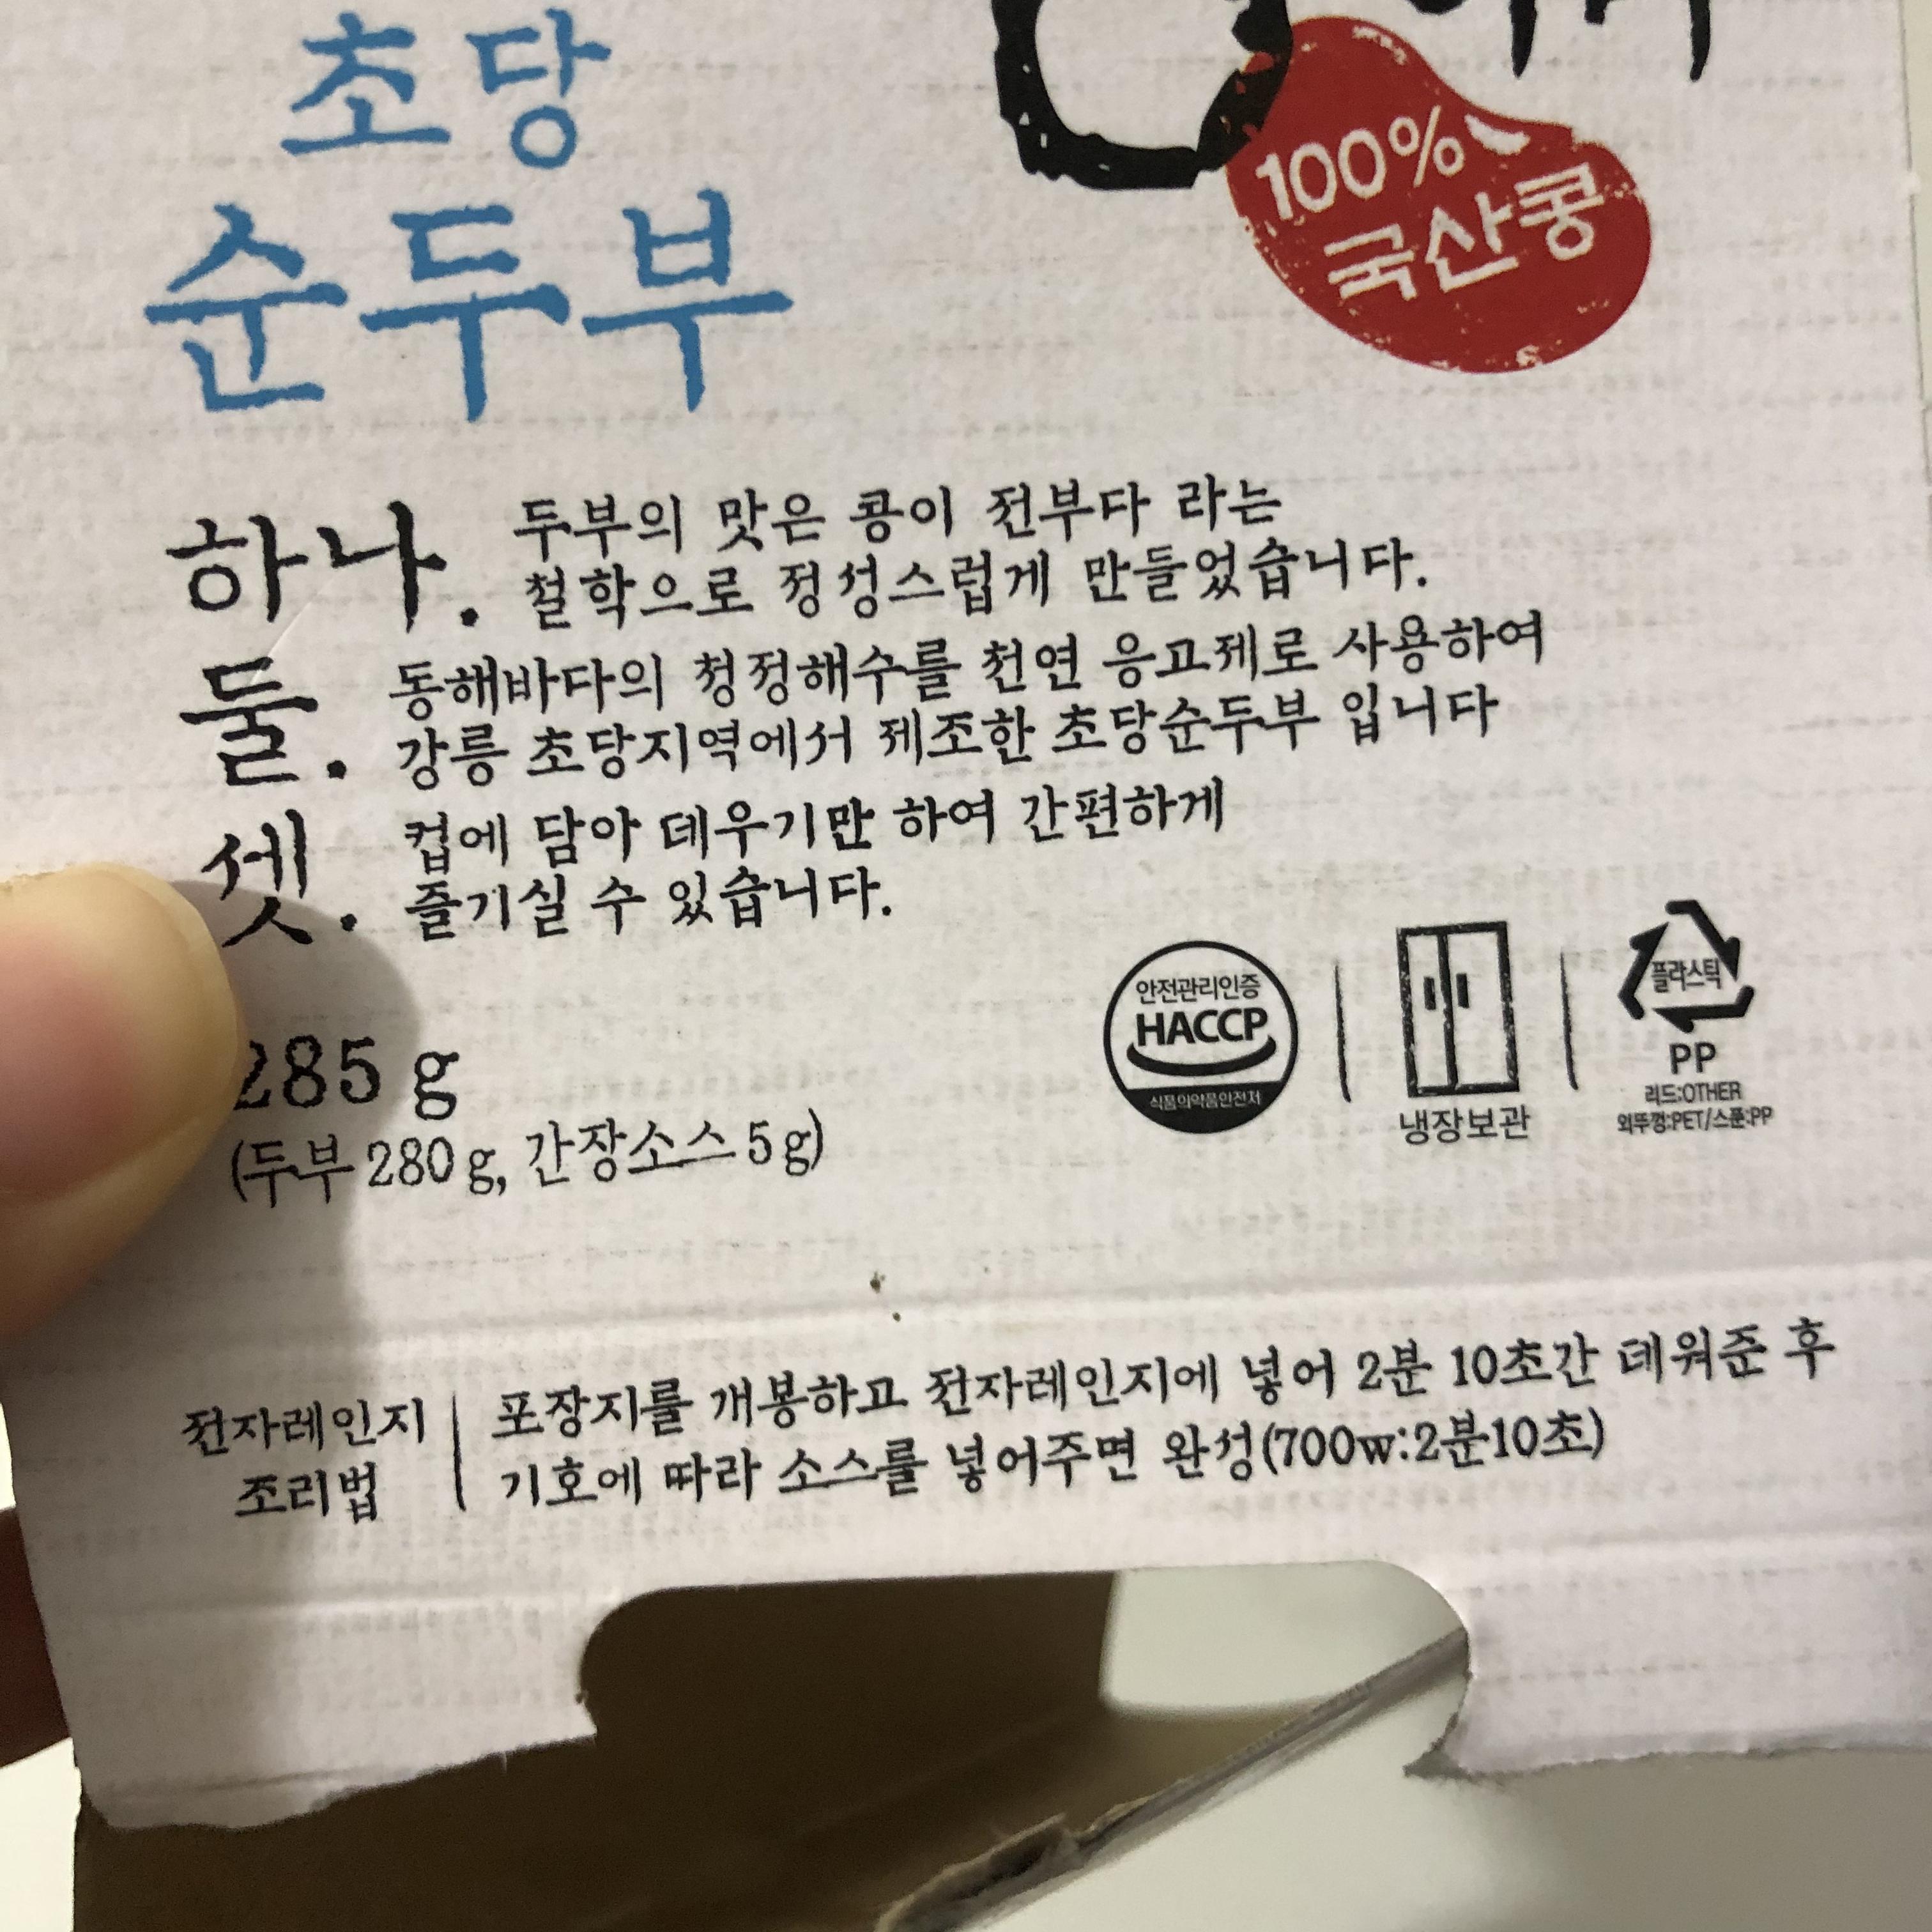 초당
순두부
100%
국산콩
하나. 두부의 맛은 콩이 전부다 라는
철학으로 정성스럽게 만들었습니다.
둘. 동해바다의 청정해수를 천연 응고제로 사용하여
강릉 초당지역에서 제조한 초당순두부 입니다
셋. 컵에 담아 데우기만 하여 간편하게
즐기실 수 있습니다.
안전관리인증
HACCP
식품의약품안전처
냉장보관
플라스틱
PP
리드:OTHER
외뚜껑:PET/스푼:PP
285 g
(두부 280 g, 간장소스 5 g)
전자레인지
조리법
포장지를 개봉하고 전자레인지에 넣어 2분 10초간 데워준 후
기호에 따라 소스를 넣어주면 완성(700w:2분10초)